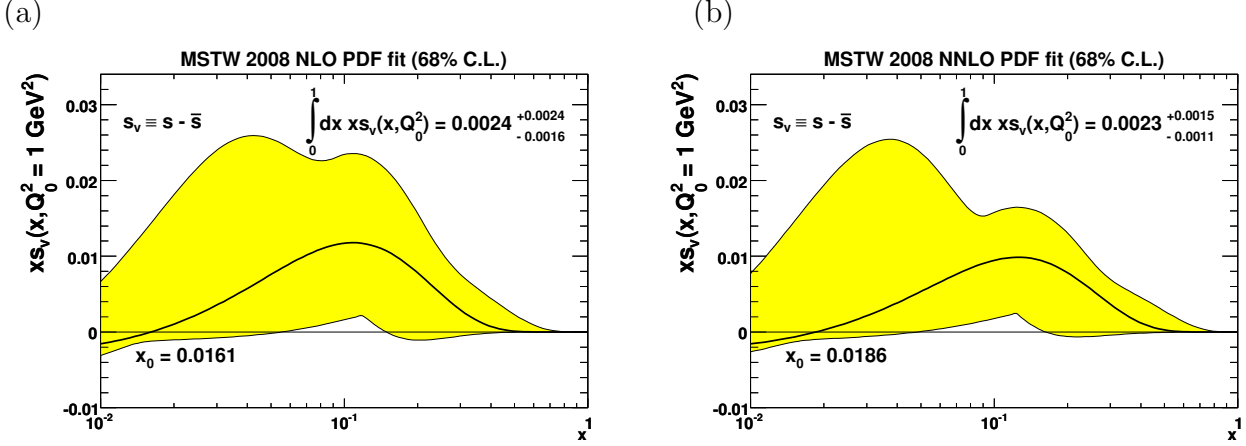 (a)
MSTW 2008 NLO PDF fit (68% C.L.)
xs_v(x,Q_0^2 = 1 GeV^2)
0.03
0.02
0.01
0
-0.01
s_v ≡ s - s̄
∫_0^1 dx xs_v(x,Q_0^2) = 0.0024 +0.0024 - 0.0016
x_0 = 0.0161
10^-2
10^-1
1
x
(b)
MSTW 2008 NNLO PDF fit (68% C.L.)
xs_v(x,Q_0^2 = 1 GeV^2)
0.03
0.02
0.01
0
-0.01
s_v ≡ s - s̄
∫_0^1 dx xs_v(x,Q_0^2) = 0.0023 +0.0015 - 0.0011
x_0 = 0.0186
10^-2
10^-1
1
x